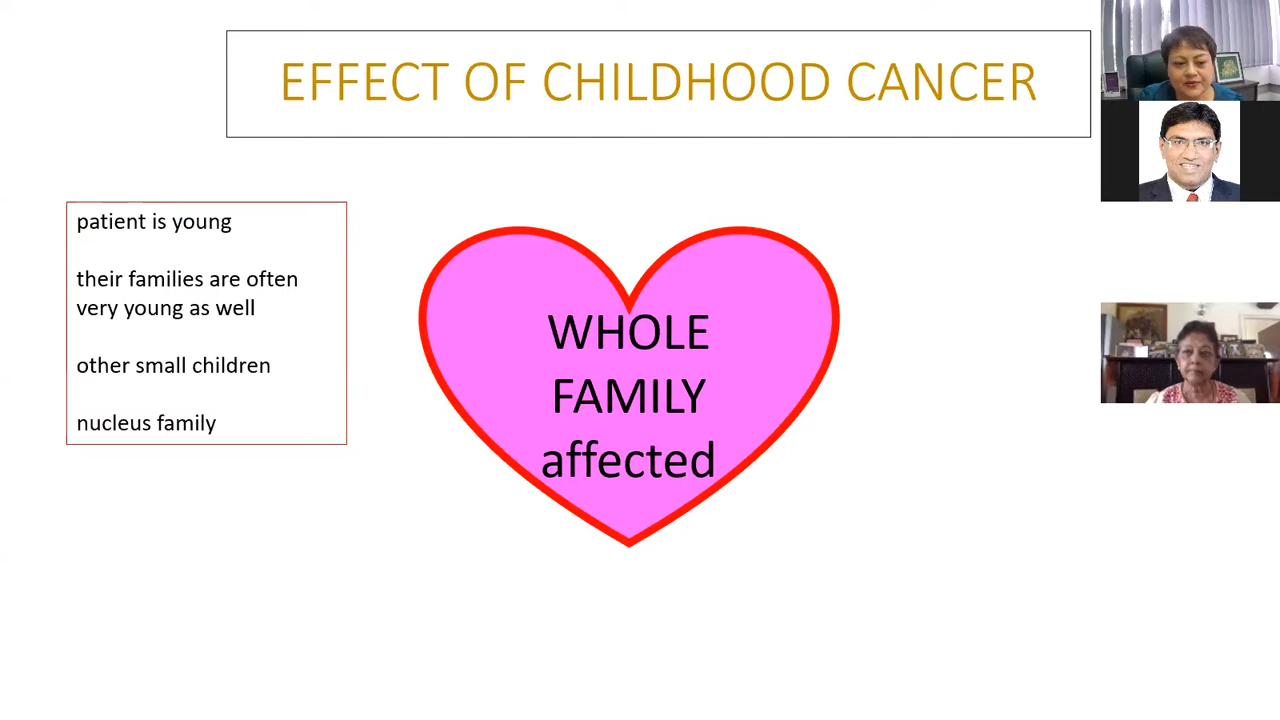 EFFECT OF CHILDHOOD CANCER
patient is young
their families are often
very young as well
other small children
nucleus family
WHOLE
FAMILY
affected